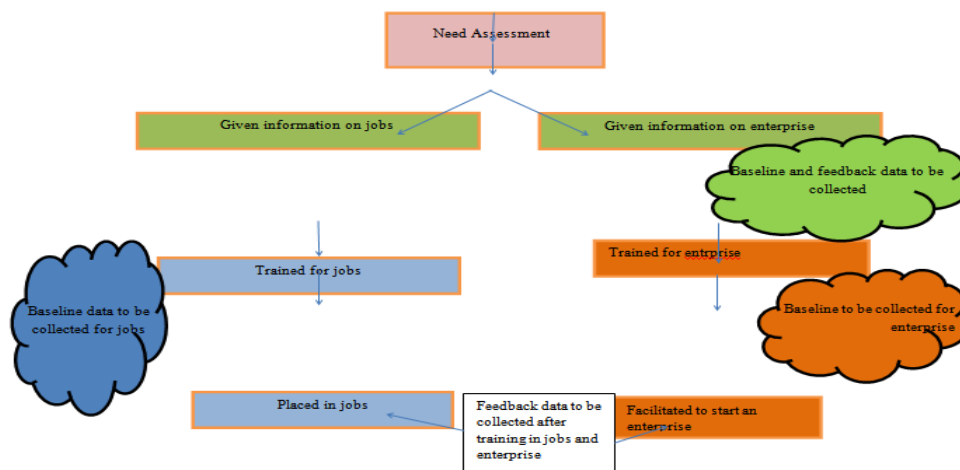 Need Assessment
Given information on jobs
Given information on enterprise
Baseline and feedback data to be
collected
Trained for jobs
Trained for entrprise
Baseline data to be
collected for jobs
Baseline to be collected for
enterprise
Placed in jobs
Feedback data to be
collected after
training in jobs and
enterprise
Facilitated to start an
enterprise